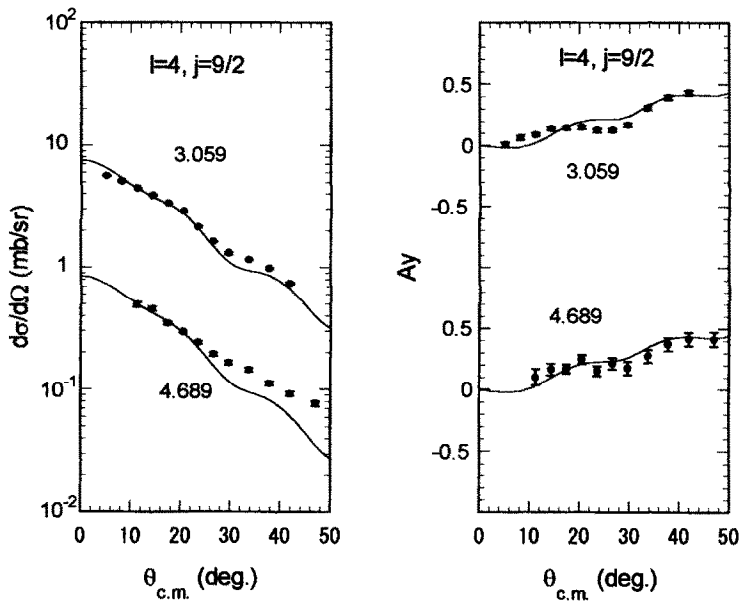 10²
l=4, j=9/2
10
3.059
1
10⁻¹
4.689
10⁻²
dσ/dΩ (mb/sr)
0 10 20 30 40 50
θc.m. (deg.)
l=4, j=9/2
0.5
0
3.059
-0.5
Ay
4.689
0.5
0
-0.5
0 10 20 30 40 50
θc.m. (deg.)